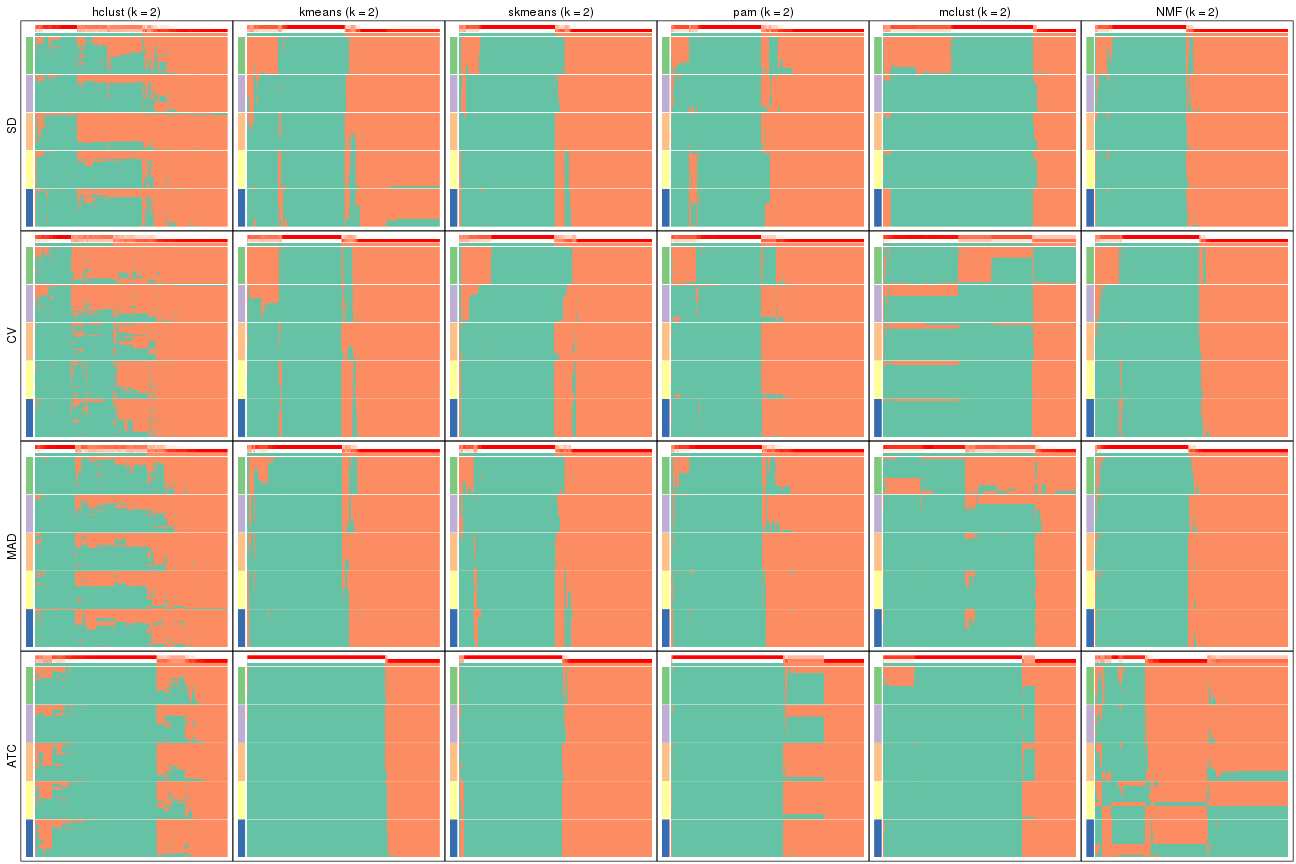 hclust (k = 2) kmeans (k = 2) skmeans (k = 2) pam (k = 2) mclust (k = 2) NMF (k = 2)
SD
CV
MAD
ATC